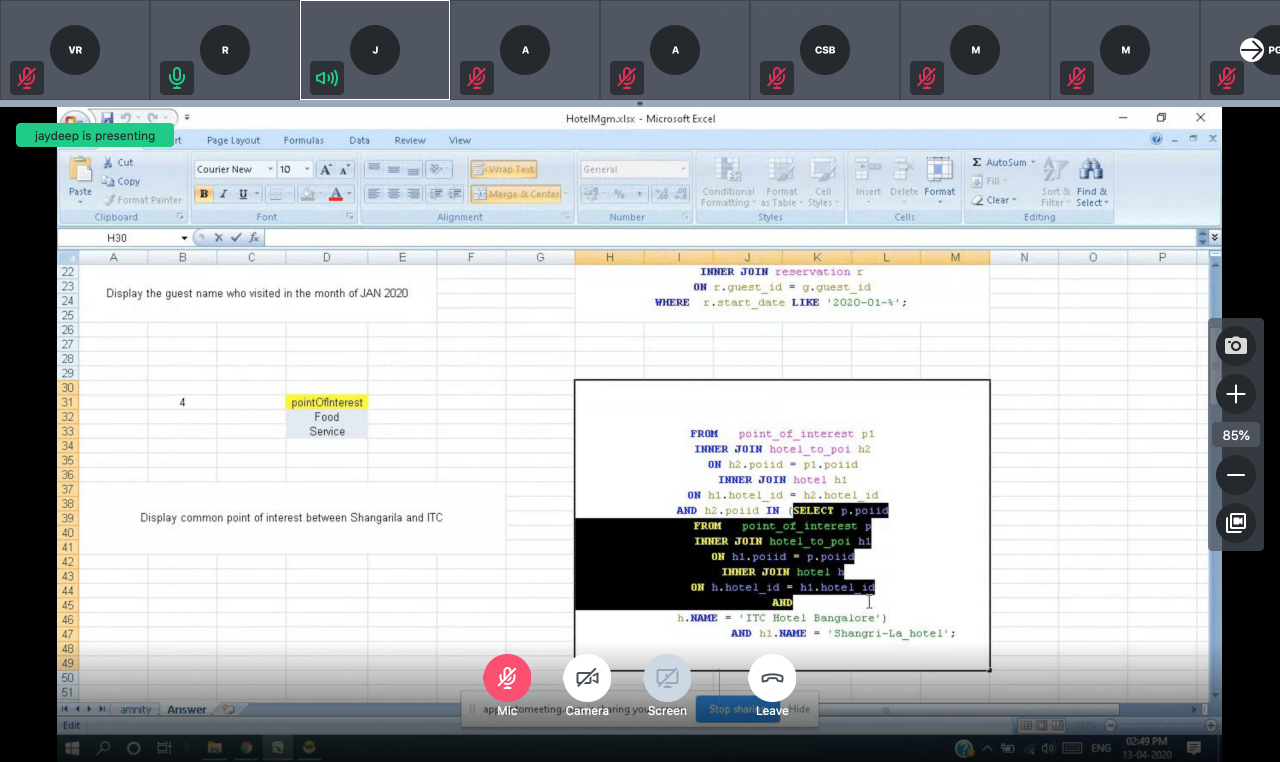 VR
R
J
A
A
CSB
M
M
PG
HotelMgm.xlsx - Microsoft Excel
jaydeep is presenting
Page Layout
Formulas
Data
Review
View
Paste
Cut
Copy
Format Painter
Clipboard
Courier New
10
B I U
Font
Wrap Text
Merge & Center
Alignment
General
Number
Conditional Formatting
Format as Table
Cell Styles
Styles
Insert
Delete
Format
Cells
Σ AutoSum
Fill
Clear
Sort & Filter
Find & Select
Editing
H30
fx
A B C D E F G H I J K L M N O P
22
23
24
25
26
27
28
29
30
31
32
33
34
35
36
37
38
39
40
41
42
43
44
45
46
47
48
49
50
51
Display the guest name who visited in the month of JAN 2020
INNER JOIN reservation r
ON r.guest_id = g.guest_id
WHERE r.start_date LIKE '2020-01-%';
4
pointOfInterest
Food
Service
Display common point of interest between Shangarila and ITC
FROM point_of_interest p1
INNER JOIN hotel_to_poi h2
ON h2.poiid = p1.poiid
INNER JOIN hotel h1
ON h1.hotel_id = h2.hotel_id
AND h2.poiid IN (SELECT p.poiid
FROM point_of_interest p
INNER JOIN hotel_to_poi h1
ON h1.poiid = p.poiid
INNER JOIN hotel h
ON h.hotel_id = h1.hotel_id
AND
h.NAME = 'ITC Hotel Bangalore')
AND h1.NAME = 'Shangri-La_hotel';
85%
Stop
Hide
Mic
Camera
Screen
Leave
amnity
Answer
Edit
ENG
02:49 PM
13-04-2020